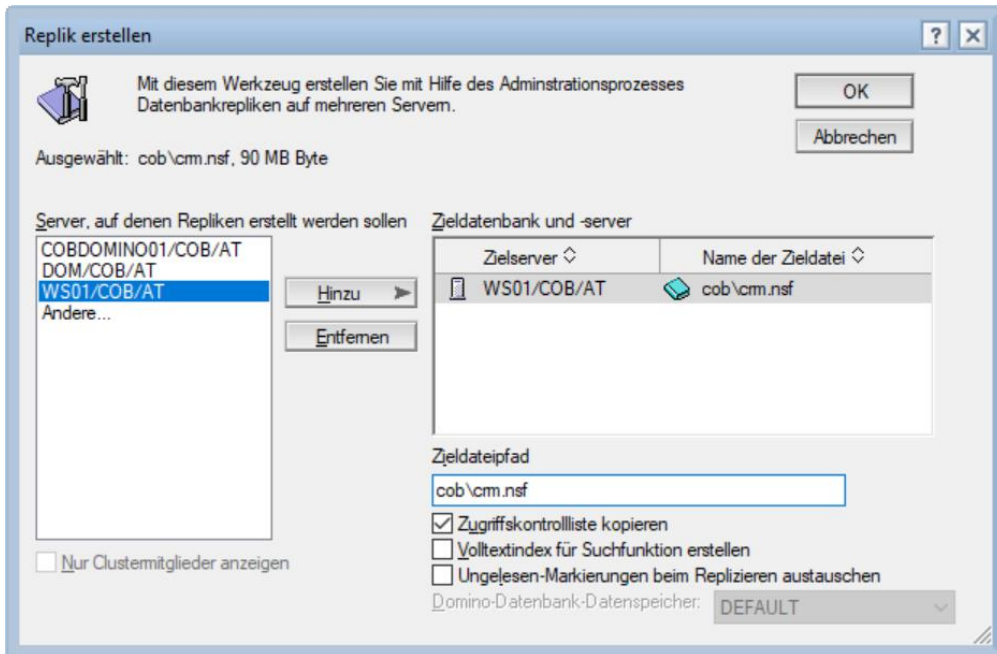 Replik erstellen
Mit diesem Werkzeug erstellen Sie mit Hilfe des Adminstrationsprozesses
Datenbankrepliken auf mehreren Servern.
OK
Abbrechen
Ausgewählt: cob\crm.nsf, 90 MB Byte
Server, auf denen Repliken erstellt werden sollen
COBDOMINO01/COB/AT
DOM/COB/AT
WS01/COB/AT
Andere...
Hinzu
Entfernen
Nur Clustermitglieder anzeigen
Zieldatenbank und -server
Zielserver Name der Zieldatei
WS01/COB/AT cob\crm.nsf
Zieldateipfad
cob\crm.nsf
Zugriffskontrollliste kopieren
Volltextindex für Suchfunktion erstellen
Ungelesen-Markierungen beim Replizieren austauschen
Domino-Datenbank-Datenspeicher: DEFAULT